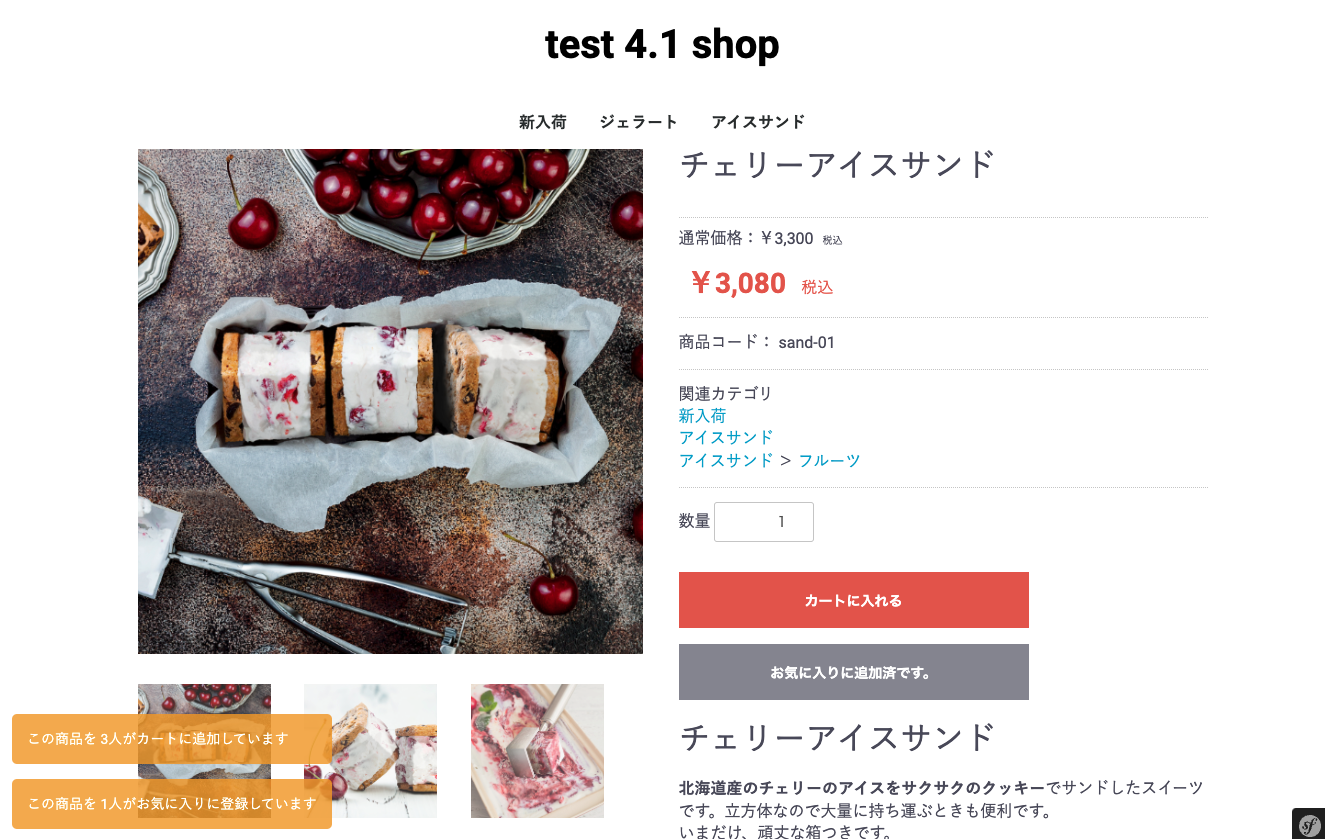 test 4.1 shop
新入荷 ジェラート アイスサンド
チェリーアイスサンド
通常価格：￥3,300 税込
￥3,080 税込
商品コード： sand-01
関連カテゴリ
新入荷
アイスサンド
アイスサンド ＞ フルーツ
数量 1
カートに入れる
お気に入りに追加済です。
チェリーアイスサンド
北海道産のチェリーのアイスをサクサクのクッキーでサンドしたスイーツ
です。立方体なので大量に持ち運ぶときも便利です。
いまだけ、頑丈な箱つきです。
この商品を 3人がカートに追加しています
この商品を 1人がお気に入りに登録しています
sf